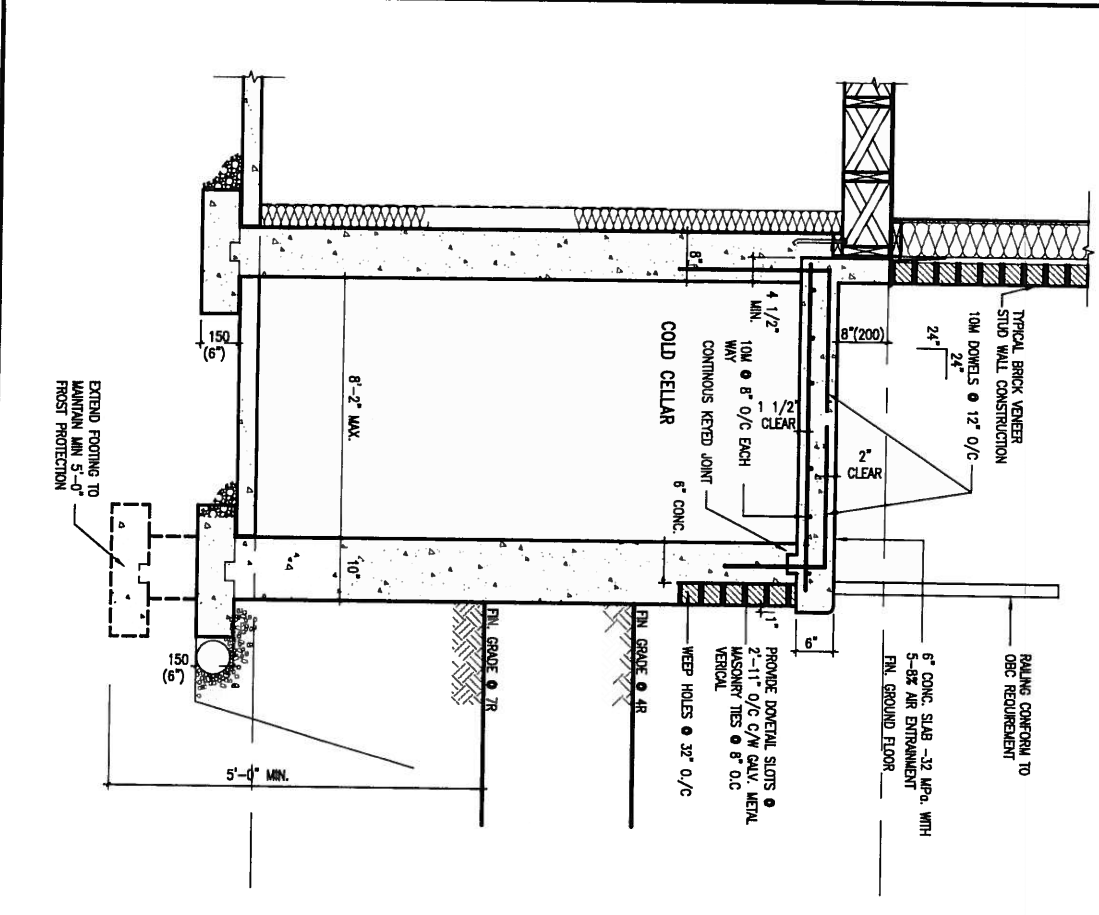 TYPICAL BRICK VENEER
STUD WALL CONSTRUCTION
10M DOWELS @ 12" O/C
24"
24"
8"(200)
8"
4 1/2"
MIN.
10M @ 8" O/C EACH
WAY
CONTINOUS KEYED JOINT
1 1/2"
CLEAR
2"
CLEAR
COLD CELLAR
6" CONC.
RAILING CONFORM TO
OBC REQUIREMENT
6" CONC. SLAB -32 MPa. WITH
5-8% AIR ENTRAINMENT
FIN. GROUND FLOOR
6"
1"
PROVIDE DOVETAIL SLOTS @
2'-11" O/C C/W GALV. METAL
MASONRY TIES @ 8" O.C
VERICAL
WEEP HOLES @ 32" O./C
FIN GRADE @ 4R
FIN. GRADE @ 7R
8'-2" MAX.
10"
150
(6")
150
(6")
5'-0" MIN.
EXTEND FOOTING TO
MAINTAIN MIN 5'-0"
FROST PROTECTION